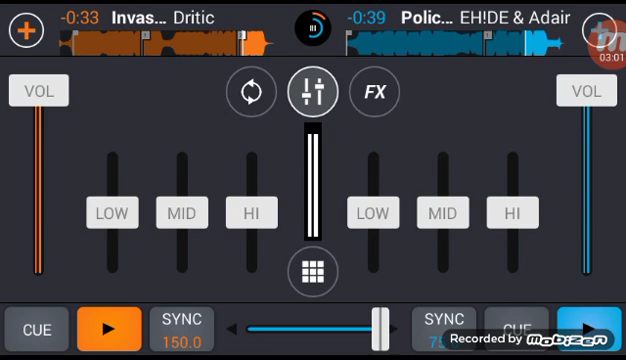 -0:33 Invas... Dritic
-0:39 Polic... EH!DE & Adair
03:01
VOL
FX
VOL
LOW MID HI
LOW MID HI
CUE
SYNC
150.0
SYNC
CUE
Recorded by MOBIZEN